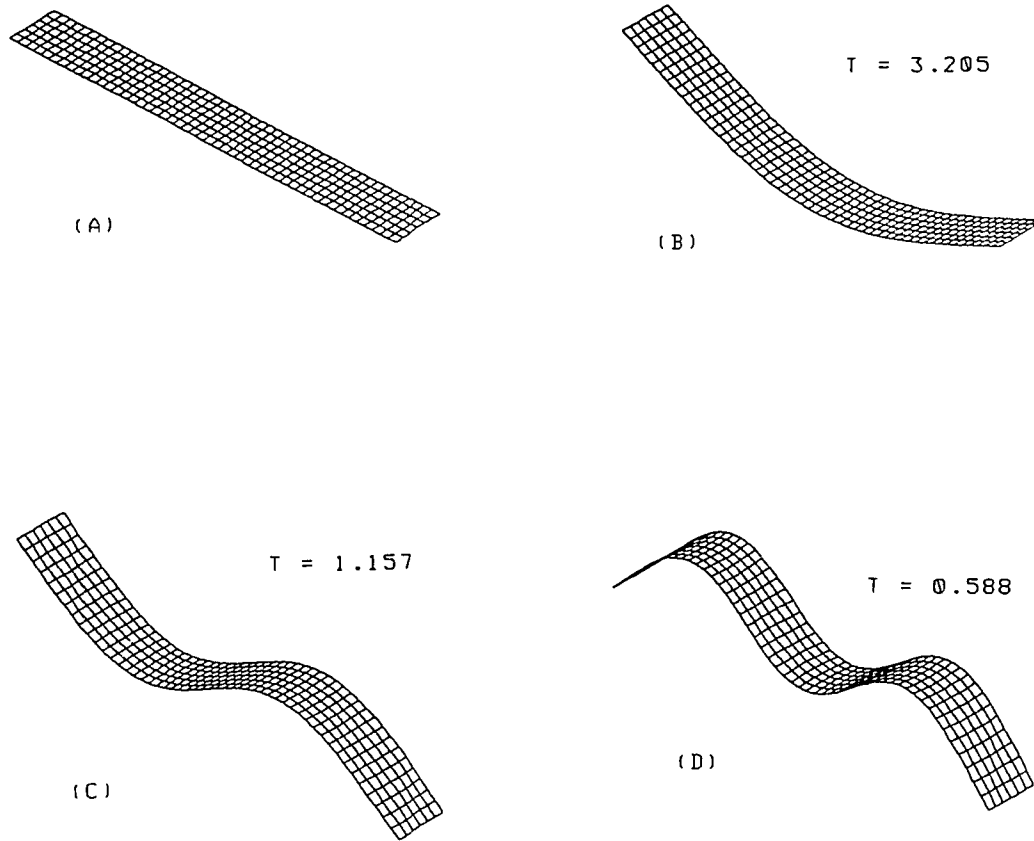 (A)
T = 3.205
(B)
T = 1.157
(C)
T = 0.588
(D)